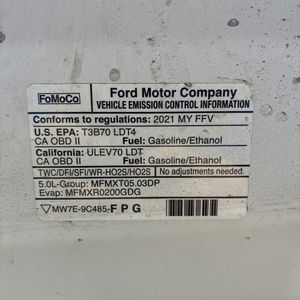 FoMoCo
Ford Motor Company
VEHICLE EMISSION CONTROL INFORMATION
Conforms to regulations: 2021 MY FFV
U.S. EPA: T3B70 LDT4
CA OBD II Fuel: Gasoline/Ethanol
California: ULEV70 LDT
CA OBD II Fuel: Gasoline/Ethanol
TWC/DFI/SFI/WR-HO2S/HO2S No adjustments needed.
5.0L-Group: MFMXT05.03DP
Evap: MFMXR0200GDG
MW7E-9C485-FPG